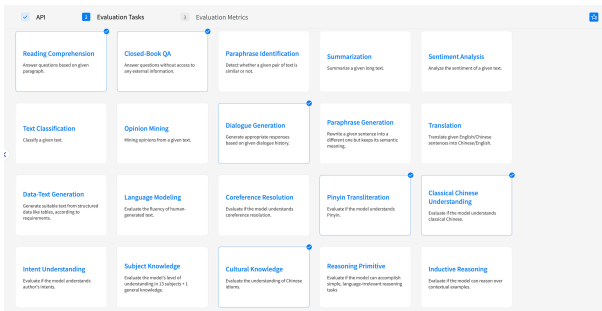 API
2 Evaluation Tasks
3 Evaluation Metrics
Reading Comprehension
Answer questions based on given
paragraph.
Closed-Book QA
Answer questions without access to
any external information.
Paraphrase Identification
Detect whether a given pair of text is
similar or not.
Summarization
Summarize a given long text.
Sentiment Analysis
Analyze the sentiment of a given text.
Text Classification
Classify a given text.
Opinion Mining
Mining opinions from a given text.
Dialogue Generation
Generate appropriate responses
based on given dialogue history.
Paraphrase Generation
Rewrite a given sentence into a
different one but keeps its semantic
meaning.
Translation
Translate given English/Chinese
sentences into Chinese/English.
Data-Text Generation
Generate suitable text from structured
data like tables, according to
requirements.
Language Modeling
Evaluate the fluency of human-
generated text.
Coreference Resolution
Evaluate if the model understands
coreference resolution.
Pinyin Transliteration
Evaluate if the model understands
Pinyin.
Classical Chinese
Understanding
Evaluate if the model understands
classical Chinese.
Intent Understanding
Evaluate if the model understands
author's intents.
Subject Knowledge
Evaluate the model's level of
understanding in 13 subjects + 1
general knowledge.
Cultural Knowledge
Evaluate the understanding of Chinese
idioms.
Reasoning Primitive
Evaluate if the model can accomplish
simple, language-irrelevant reasoning
tasks
Inductive Reasoning
Evaluate if the model can reason over
contextual examples.